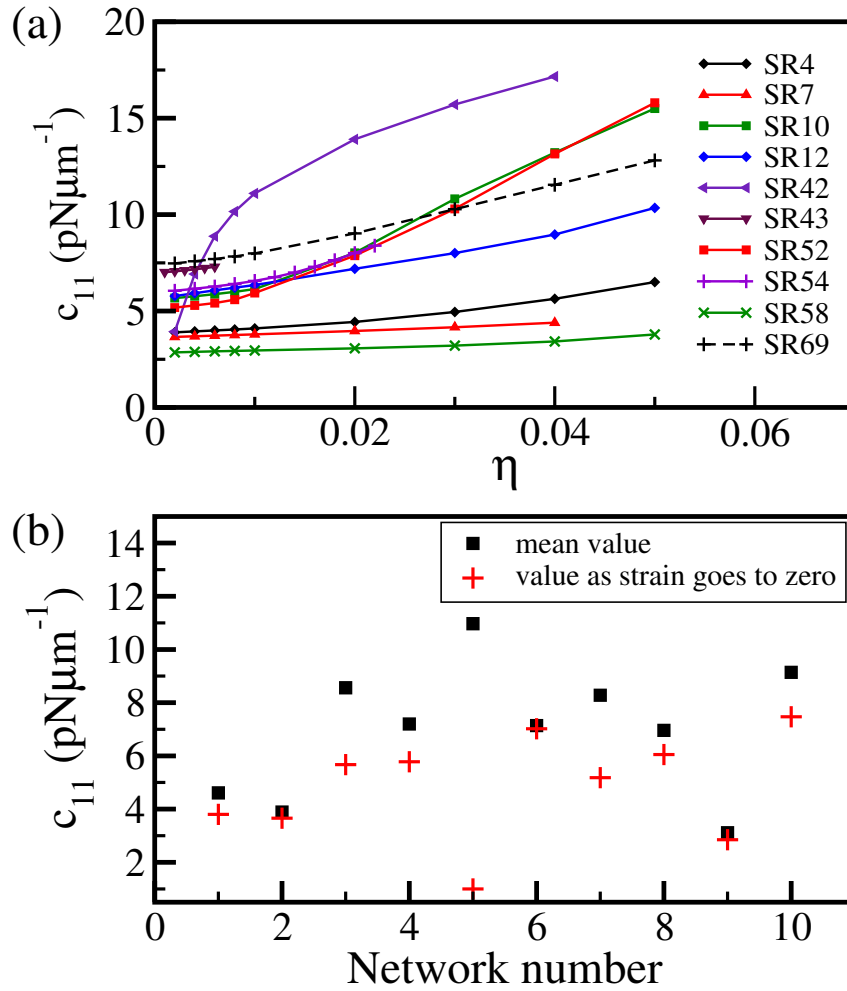 (a)
20
15
10
5
0
c₁₁ (pNμm⁻¹)
0
0.02
0.04
0.06
η
SR4
SR7
SR10
SR12
SR42
SR43
SR52
SR54
SR58
SR69
(b)
14
12
10
8
6
4
2
c₁₁ (pNμm⁻¹)
mean value
value as strain goes to zero
0
2
4
6
8
10
Network number